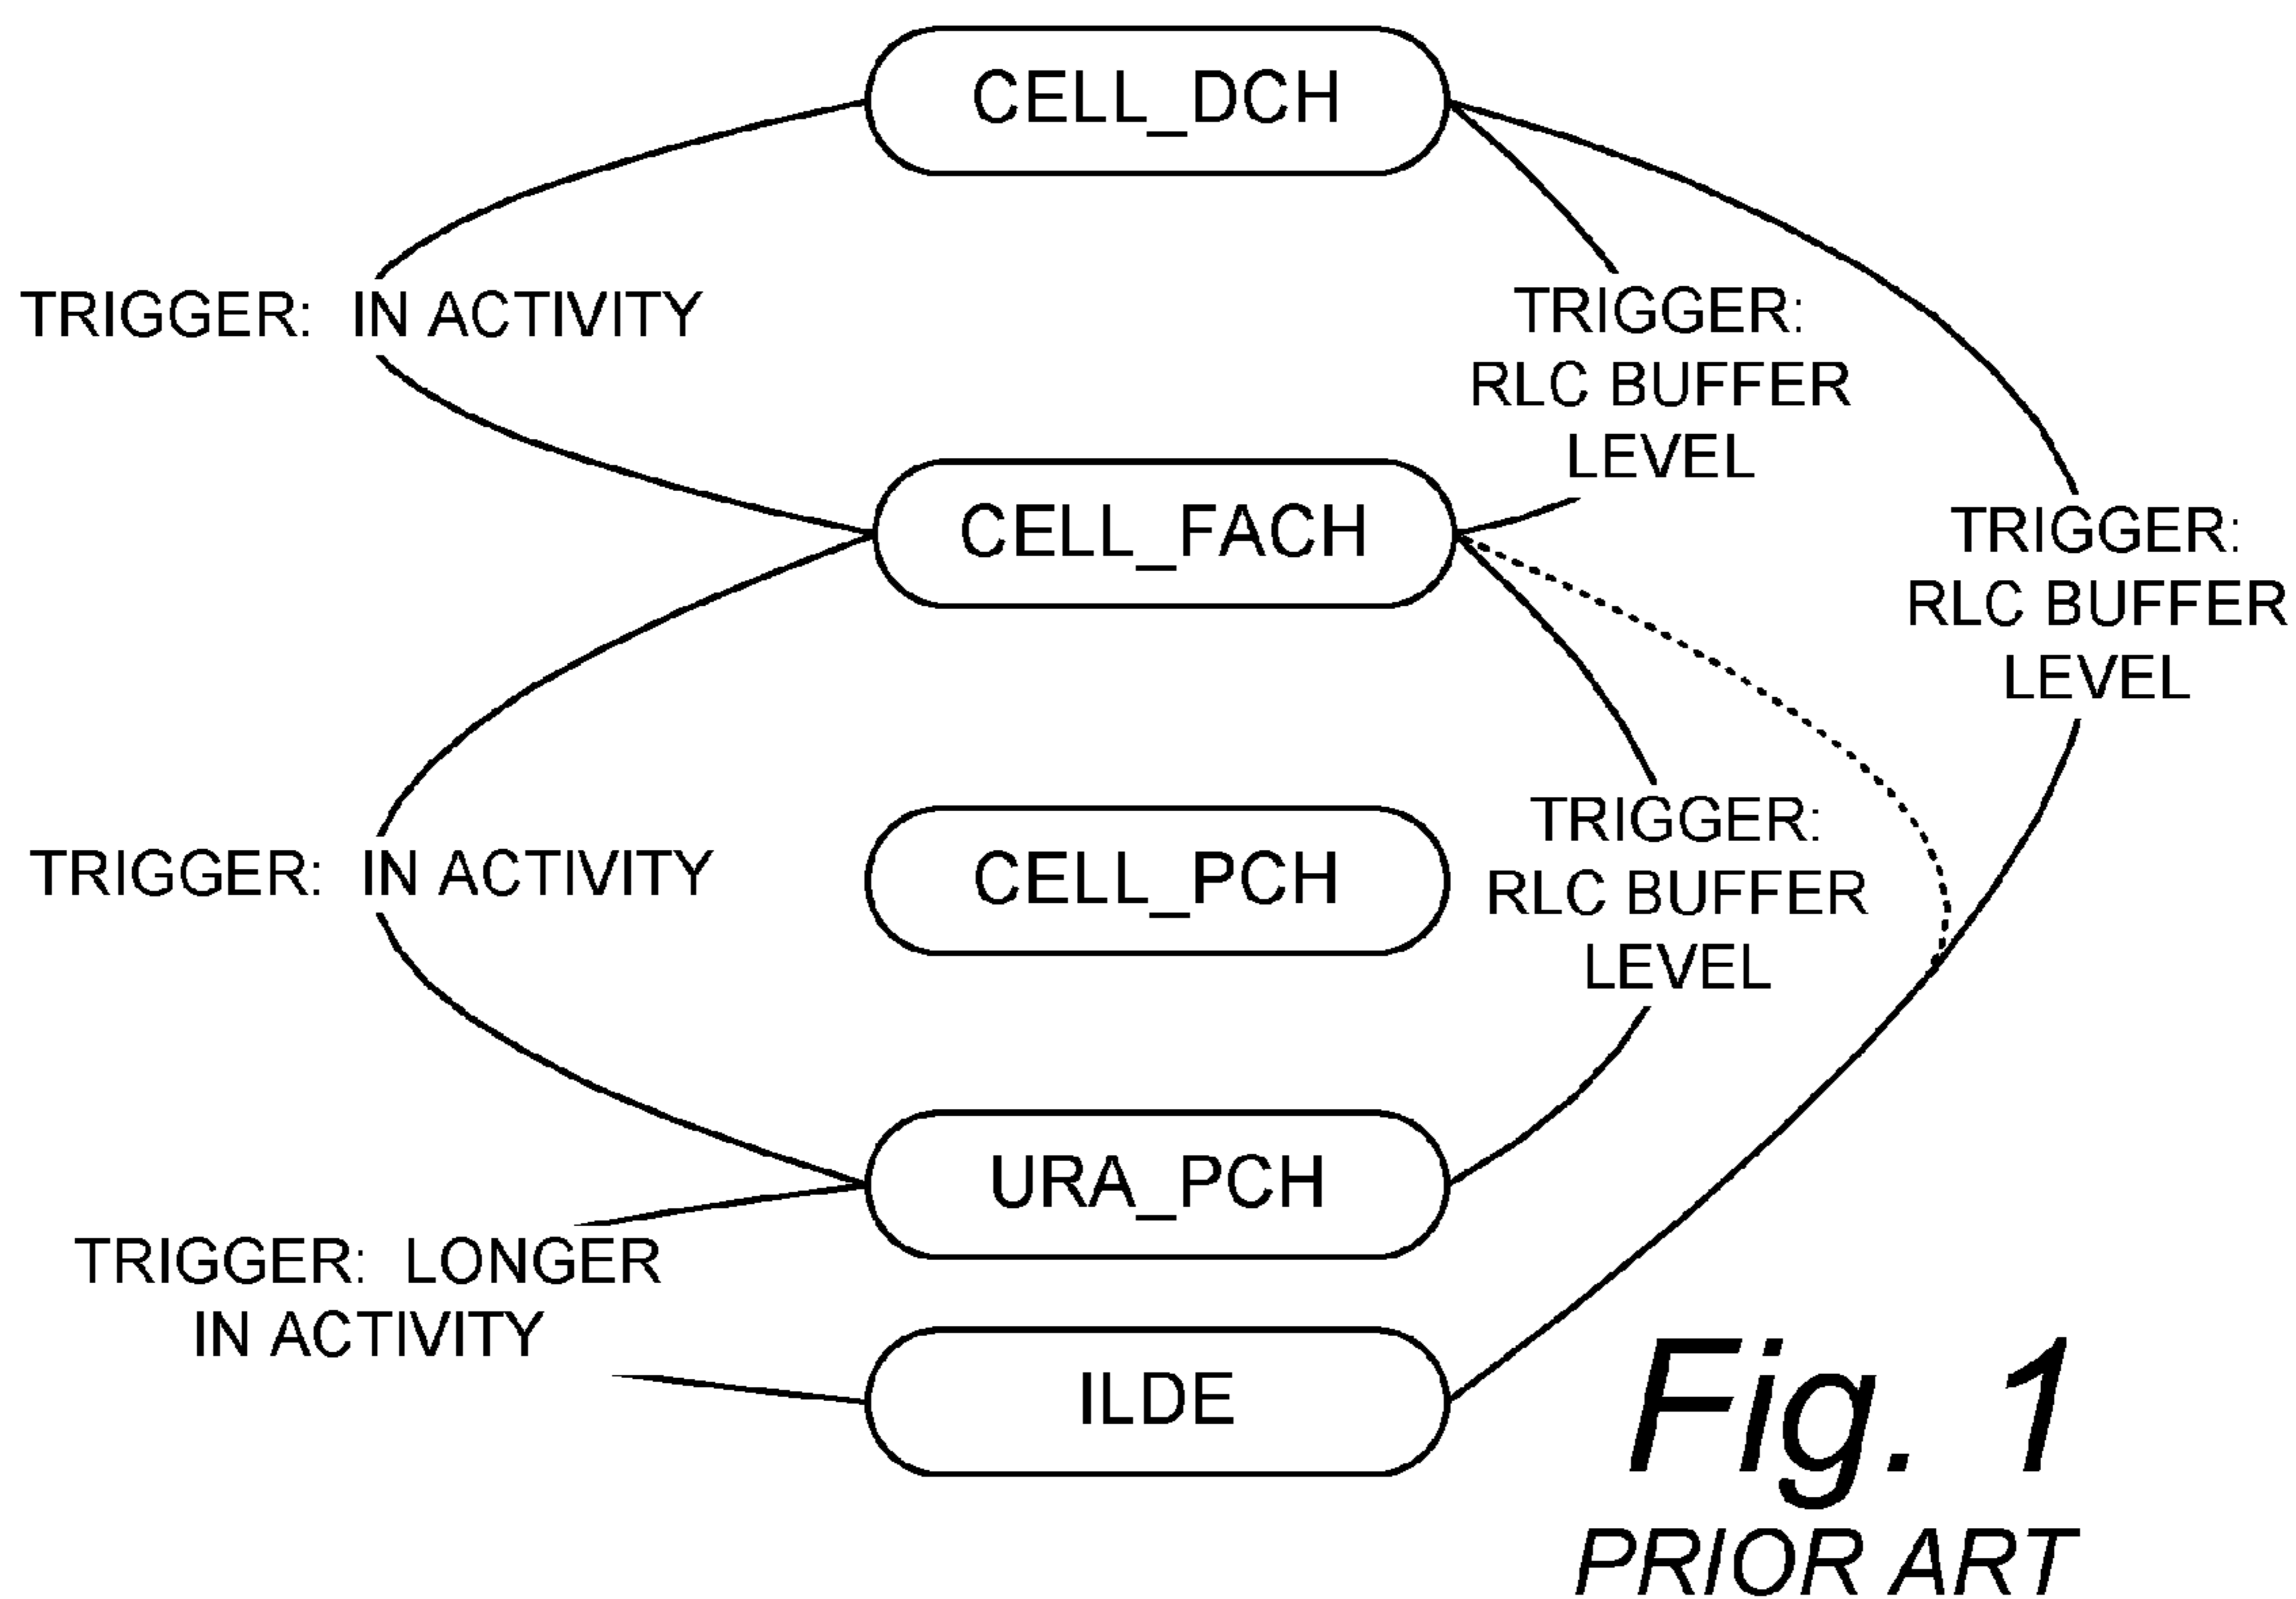 CELL_DCH
TRIGGER: IN ACTIVITY
TRIGGER:
RLC BUFFER
LEVEL
CELL_FACH
TRIGGER:
RLC BUFFER
LEVEL
TRIGGER: IN ACTIVITY
CELL_PCH
TRIGGER:
RLC BUFFER
LEVEL
URA_PCH
TRIGGER: LONGER
IN ACTIVITY
ILDE
Fig. 1
PRIOR ART